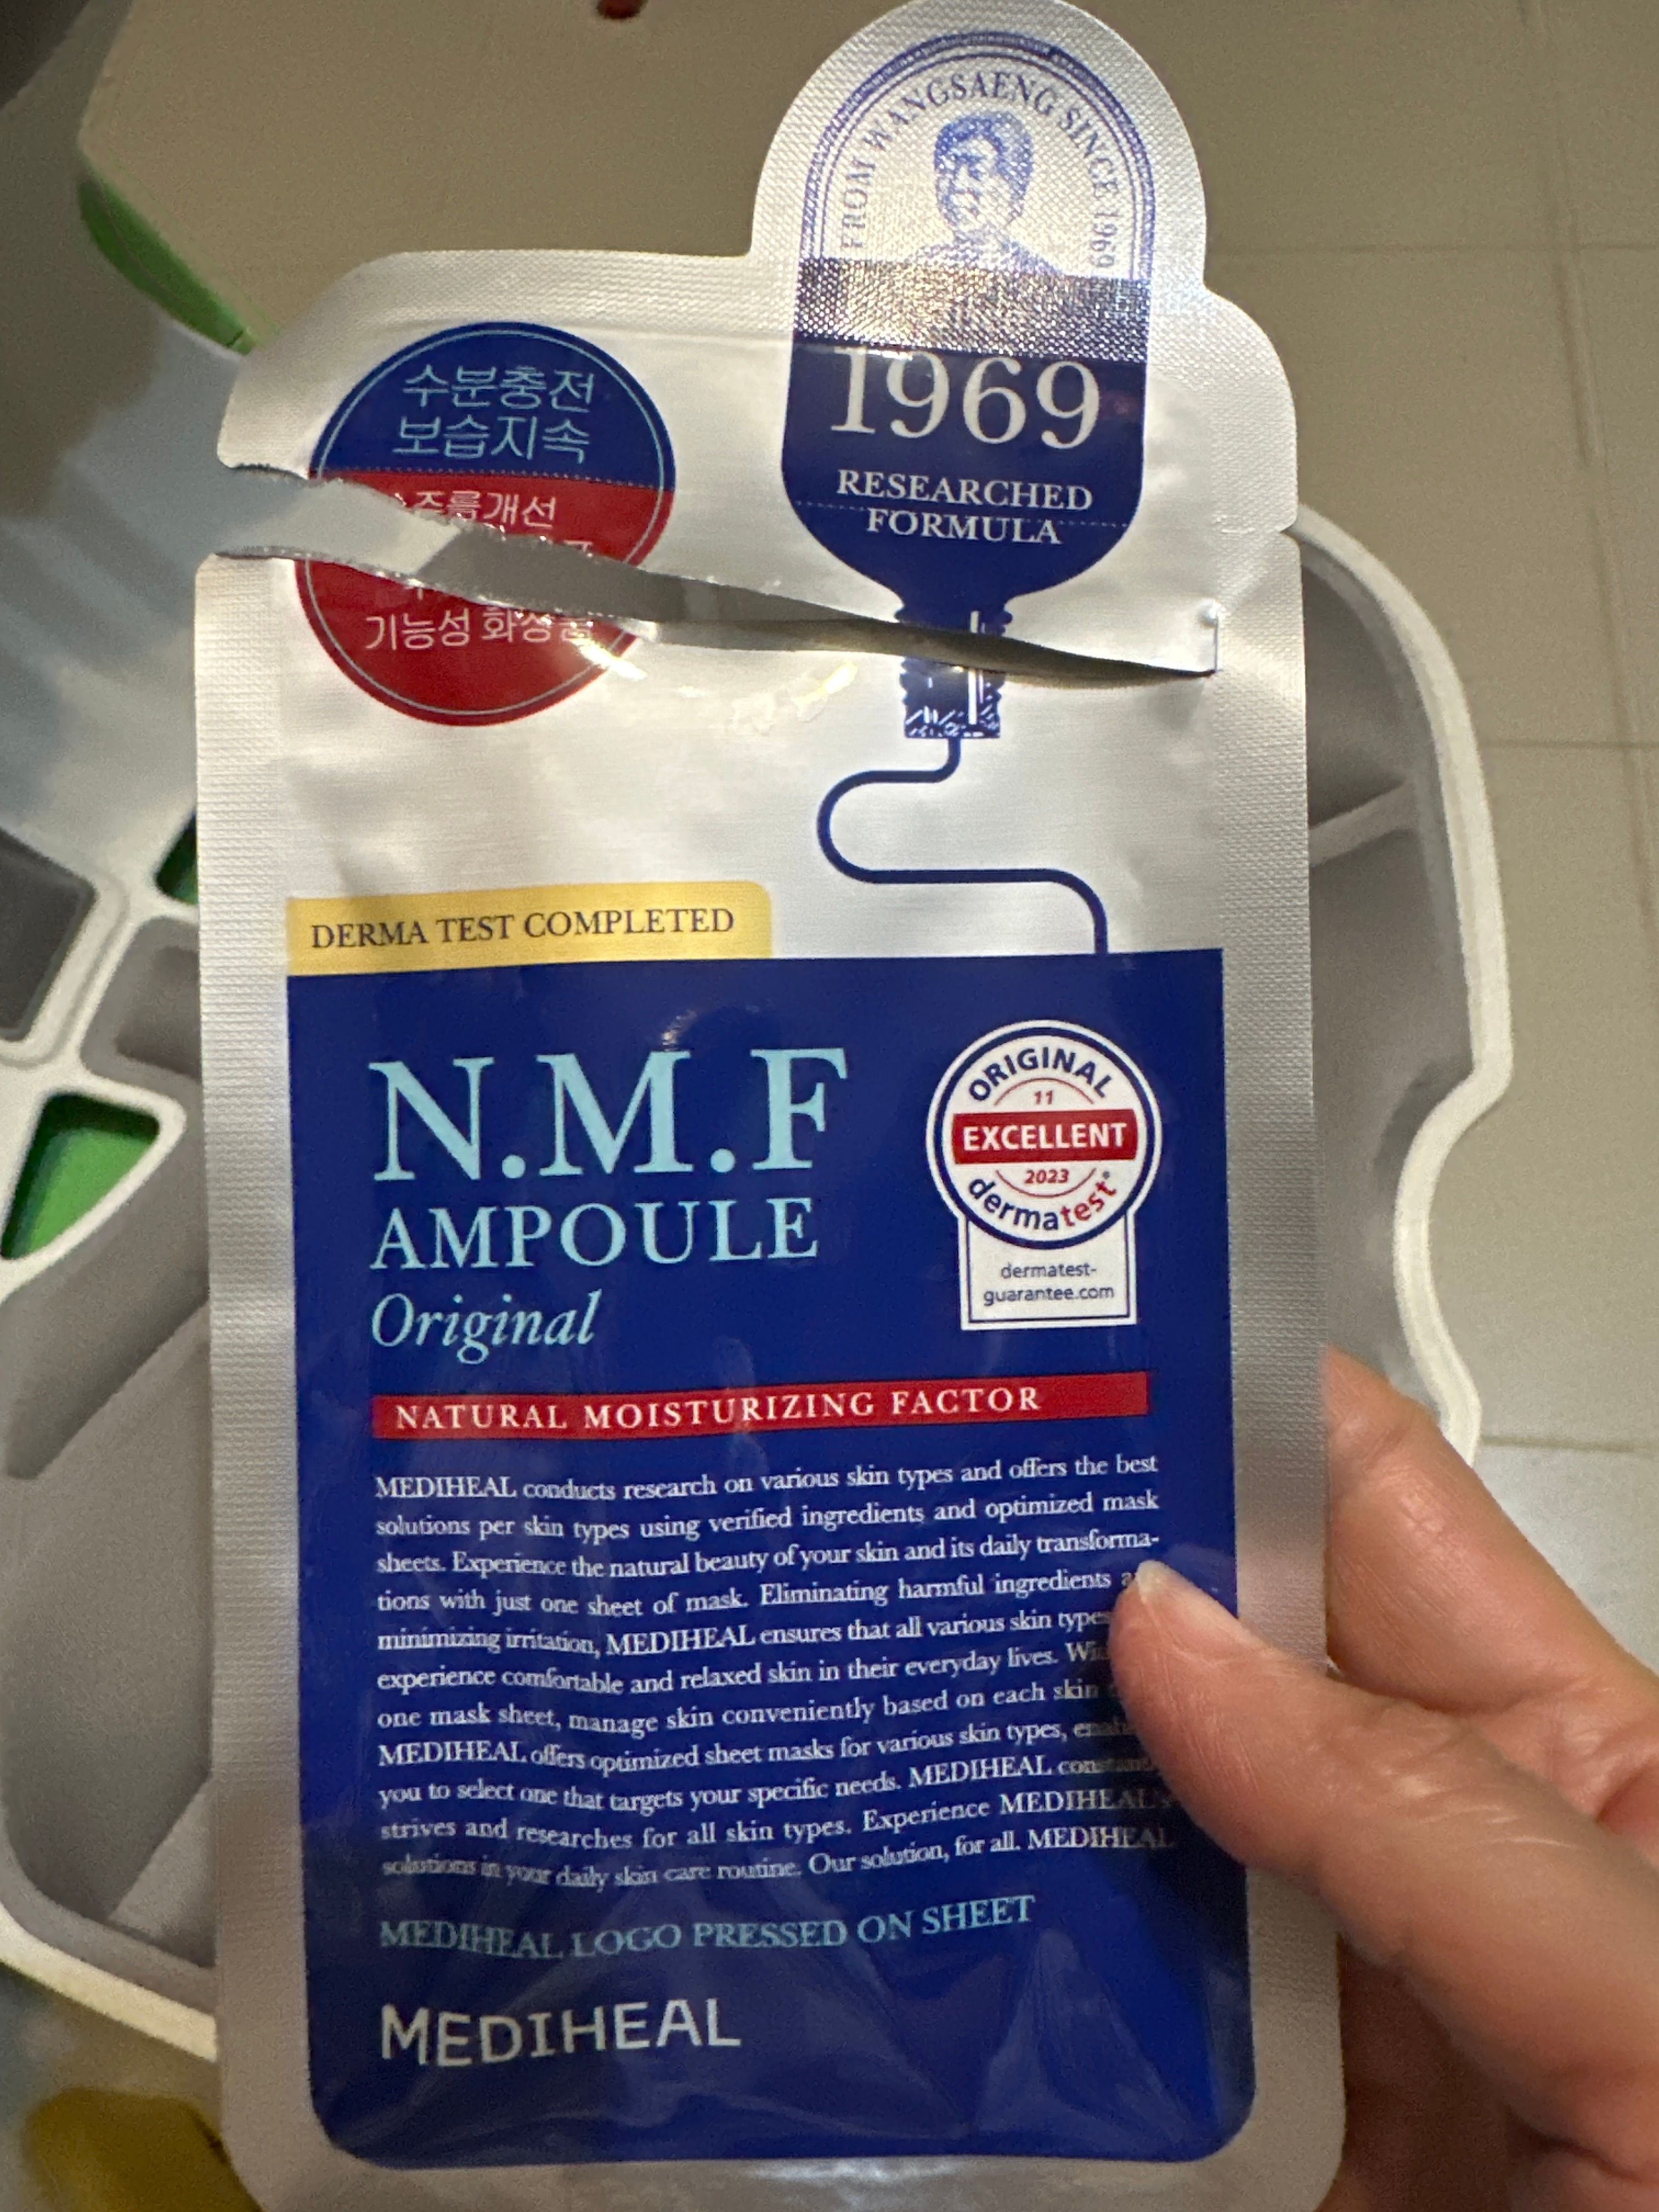 FROM WANGSAENG SINCE 1969
1969
RESEARCHED
FORMULA
수분충전
보습지속
기능성
DERMA TEST COMPLETED
N.M.F
AMPOULE
Original
ORIGINAL
11
EXCELLENT
2023
dermatest®
dermatest-
guarantee.com
NATURAL MOISTURIZING FACTOR
MEDIHEAL conducts research on various skin types and offers the best
solutions per skin types using verified ingredients and optimized mask
sheets. Experience the natural beauty of your skin and its daily transforma-
tions with just one sheet of mask. Eliminating harmful ingredients
minimizing irritation, MEDIHEAL ensures that all various skin types
experience comfortable and relaxed skin in their everyday lives.
one mask sheet, manage skin conveniently based on each skin
MEDIHEAL offers optimized sheet masks for various skin types,
you to select one that targets your specific needs. MEDIHEAL
strives and researches for all skin types. Experience MEDIHEAL's
solutions in your daily skin care routine. Our solution, for all. MEDIHEAL
MEDIHEAL LOGO PRESSED ON SHEET
MEDIHEAL